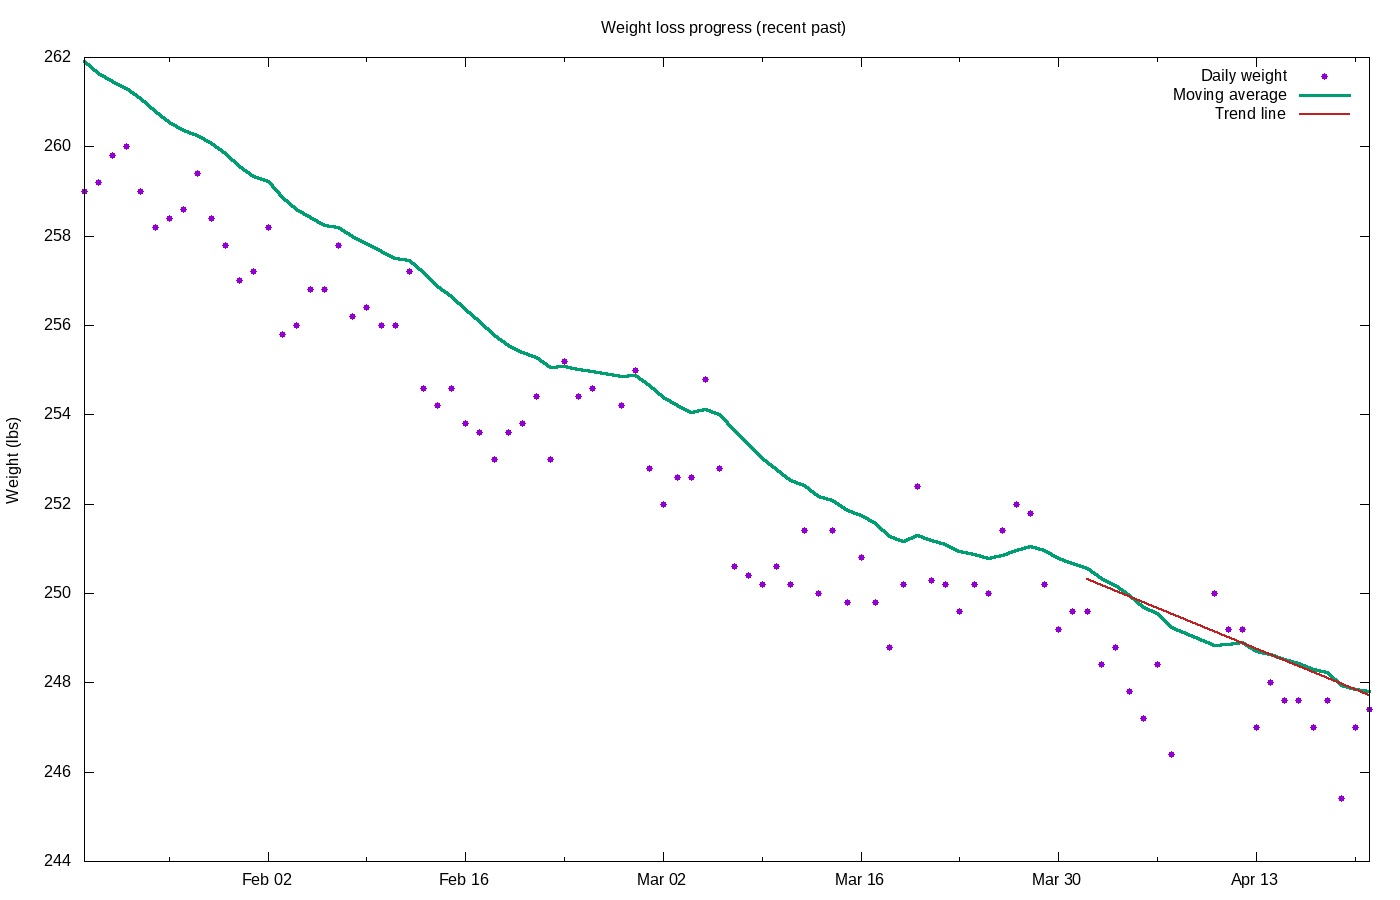 Weight loss progress (recent past)
Daily weight
Moving average
Trend line
Weight (lbs)
262
260
258
256
254
252
250
248
246
244
Feb 02
Feb 16
Mar 02
Mar 16
Mar 30
Apr 13